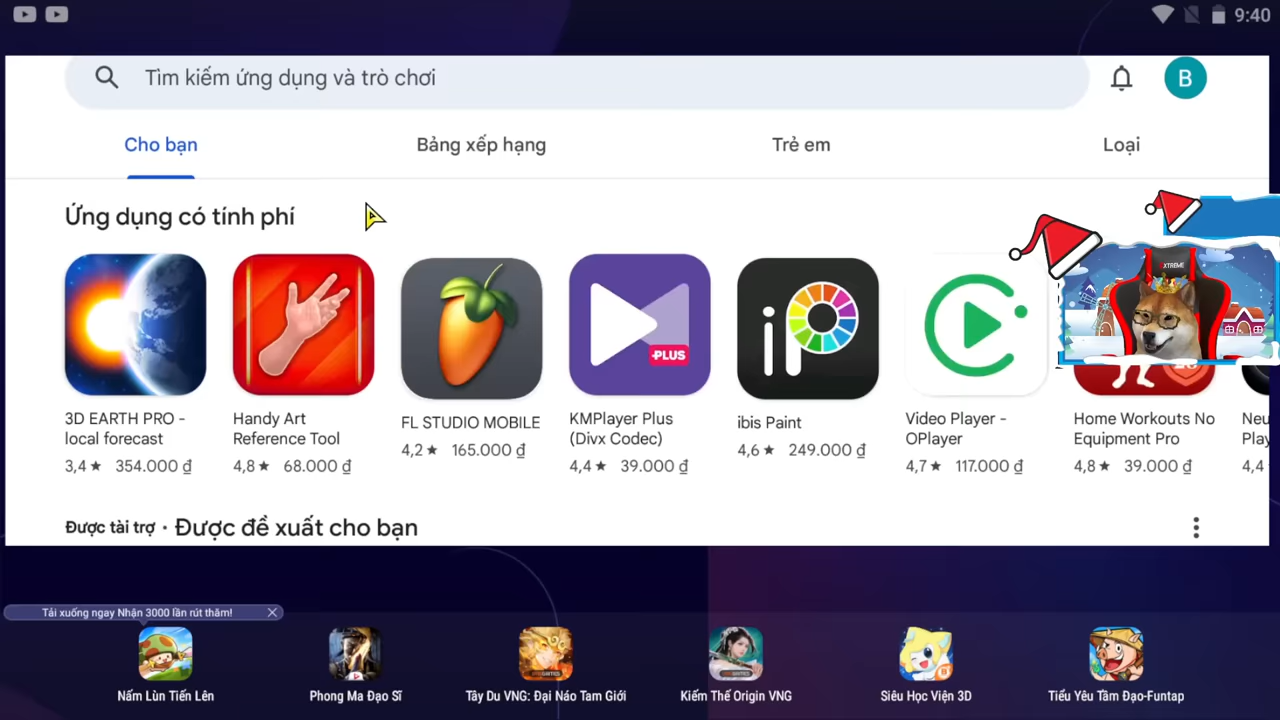 9:40
Tìm kiếm ứng dụng và trò chơi
B
Cho bạn
Bảng xếp hạng
Trẻ em
Loại
Ứng dụng có tính phí
PLUS
ip
XTREME
3D EARTH PRO -
local forecast
3,4 ★ 354.000 ₫
Handy Art
Reference Tool
4,8 ★ 68.000 ₫
FL STUDIO MOBILE
4,2 ★ 165.000 ₫
KMPlayer Plus
(Divx Codec)
4,4 ★ 39.000 ₫
ibis Paint
4,6 ★ 249.000 ₫
Video Player -
OPlayer
4,7 ★ 117.000 ₫
Home Workouts No
Equipment Pro
4,8 ★ 39.000 ₫
4,4
Được tài trợ · Được đề xuất cho bạn
Tải xuống ngay Nhận 3000 lần rút thăm!
Nấm Lùn Tiến Lên
Phong Ma Đạo Sĩ
Tây Du VNG: Đại Náo Tam Giới
Kiếm Thế Origin VNG
Siêu Học Viện 3D
Tiểu Yêu Tầm Đạo-Funtap